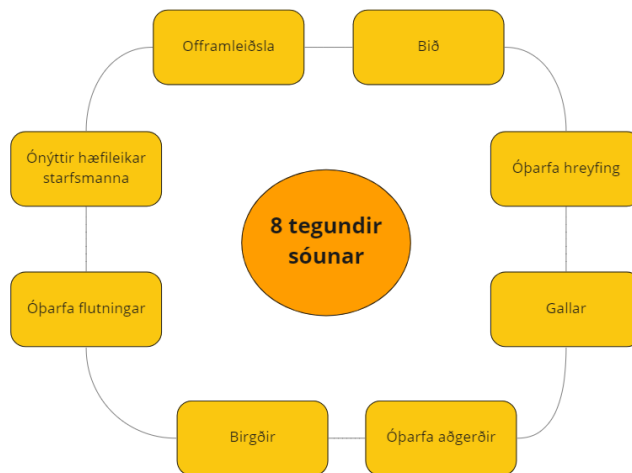 Offramleiðsla
Bið
Óþarfa hreyfing
Gallar
Óþarfa aðgerðir
Birgðir
Óþarfa flutningar
Ónýttir hæfileikar
starfsmanna
8 tegundir
sóunar